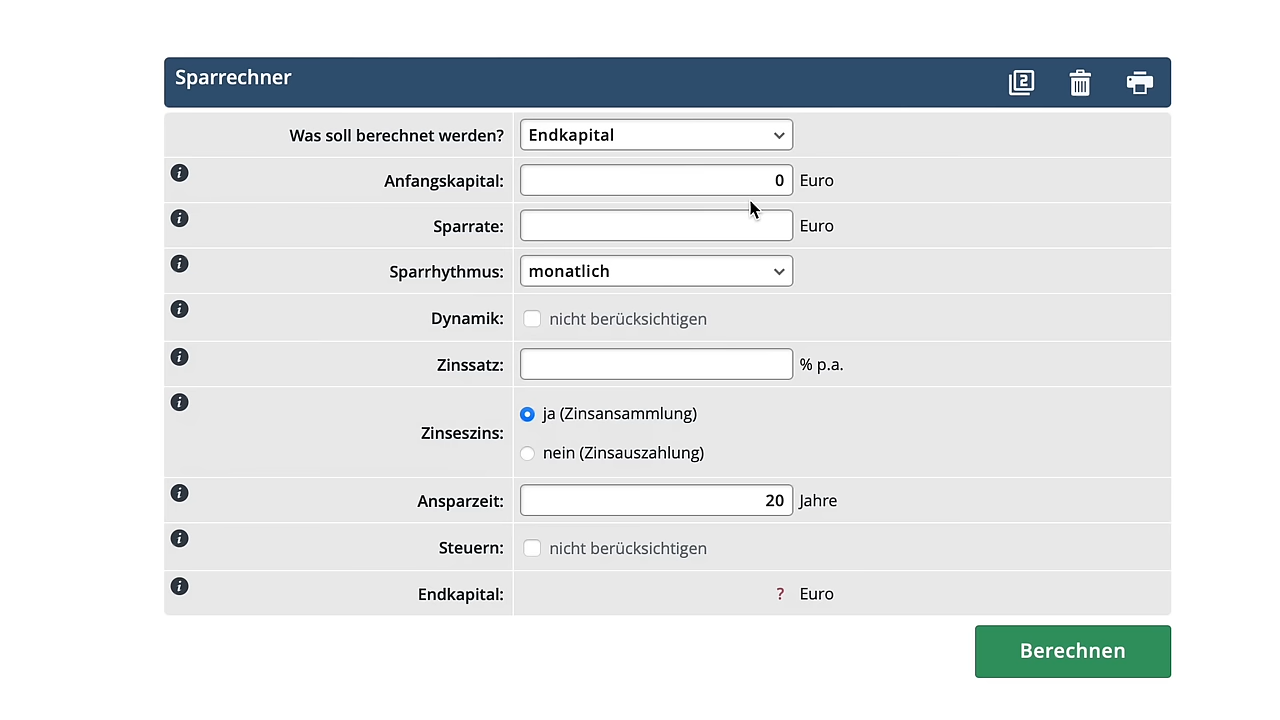 Sparrechner
2
Was soll berechnet werden? Endkapital
i Anfangskapital: 0 Euro
i Sparrate: Euro
i Sparrhythmus: monatlich
i Dynamik: nicht berücksichtigen
i Zinssatz: % p.a.
i Zinseszins: ja (Zinsansammlung)
nein (Zinsauszahlung)
i Ansparzeit: 20 Jahre
i Steuern: nicht berücksichtigen
i Endkapital: ? Euro
Berechnen